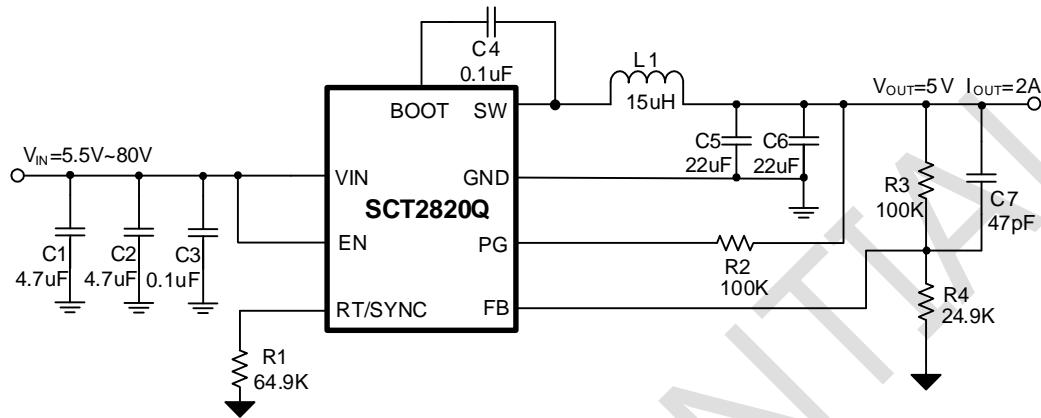 C4
0.1uF
L1
15uH
BOOT
SW
VOUT=5V IOUT=2A
VIN=5.5V~80V
C5
22uF
C6
22uF
VIN
GND
R3
100K
C7
47pF
SCT2820Q
EN
PG
C1
4.7uF
C2
4.7uF
C3
0.1uF
R2
100K
RT/SYNC
FB
R4
24.9K
R1
64.9K